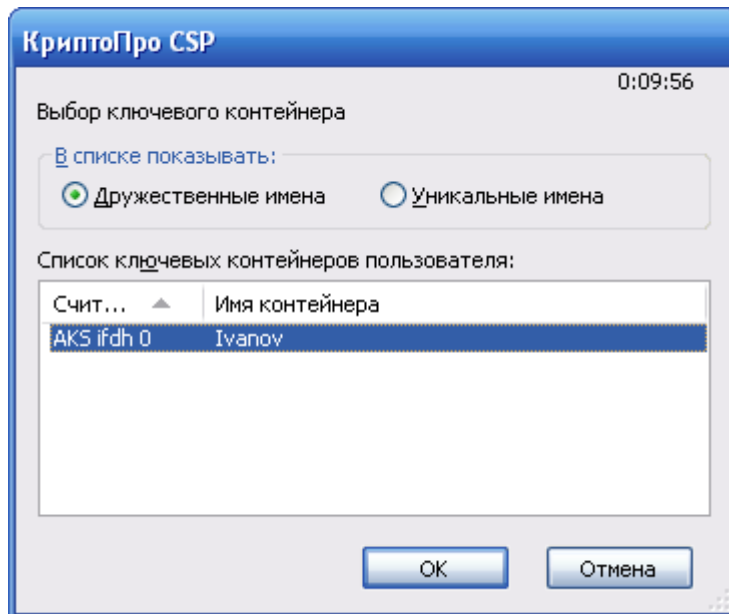 КриптоПро CSP
0:09:56
Выбор ключевого контейнера
В списке показывать:
Дружественные имена Уникальные имена
Список ключевых контейнеров пользователя:
Счит... Имя контейнера
AKS ifdh 0 Ivanov
ОК Отмена